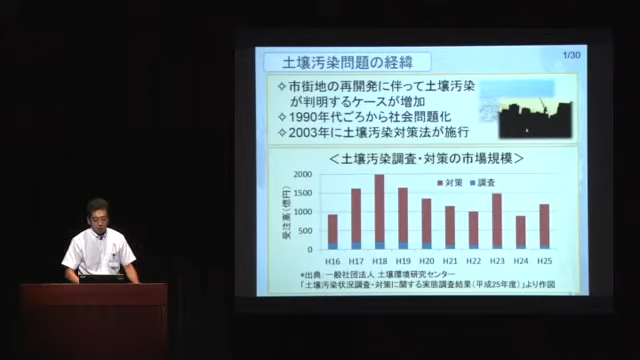 土壌汚染問題の経緯
1/30
✧市街地の再開発に伴って土壌汚染
が判明するケースが増加
✧1990年代ごろから社会問題化
✧2003年に土壌汚染対策法が施行
＜土壌汚染調査・対策の市場規模＞
受注高（億円）
2000
1500
1000
500
0
■対策 ■調査
H16 H17 H18 H19 H20 H21 H22 H23 H24 H25
*出典：一般社団法人 土壌環境研究センター
「土壌汚染状況調査・対策に関する実態調査結果（平成25年度）」より作図